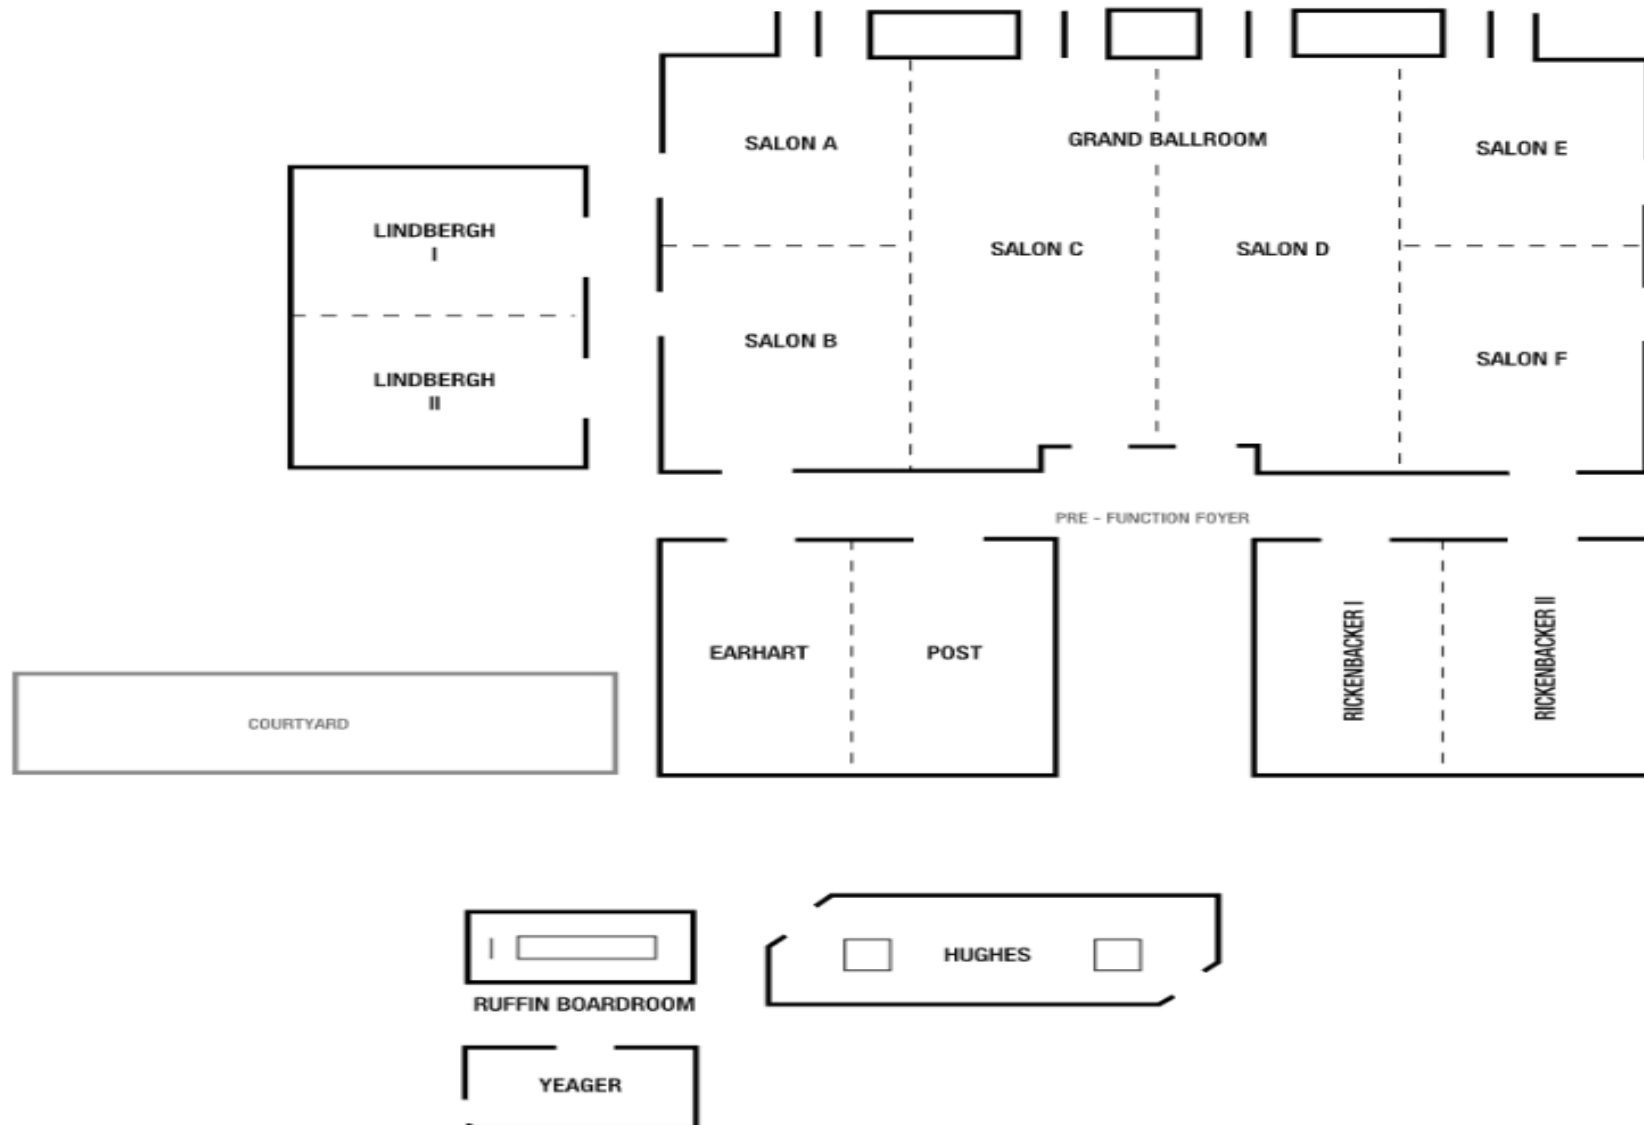 GRAND BALLROOM
SALON A
SALON E
LINDBERGH
I
SALON C
SALON D
SALON B
SALON F
LINDBERGH
II
PRE - FUNCTION FOYER
EARHART
POST
RICKENBACKER I
RICKENBACKER II
COURTYARD
HUGHES
RUFFIN BOARDROOM
YEAGER